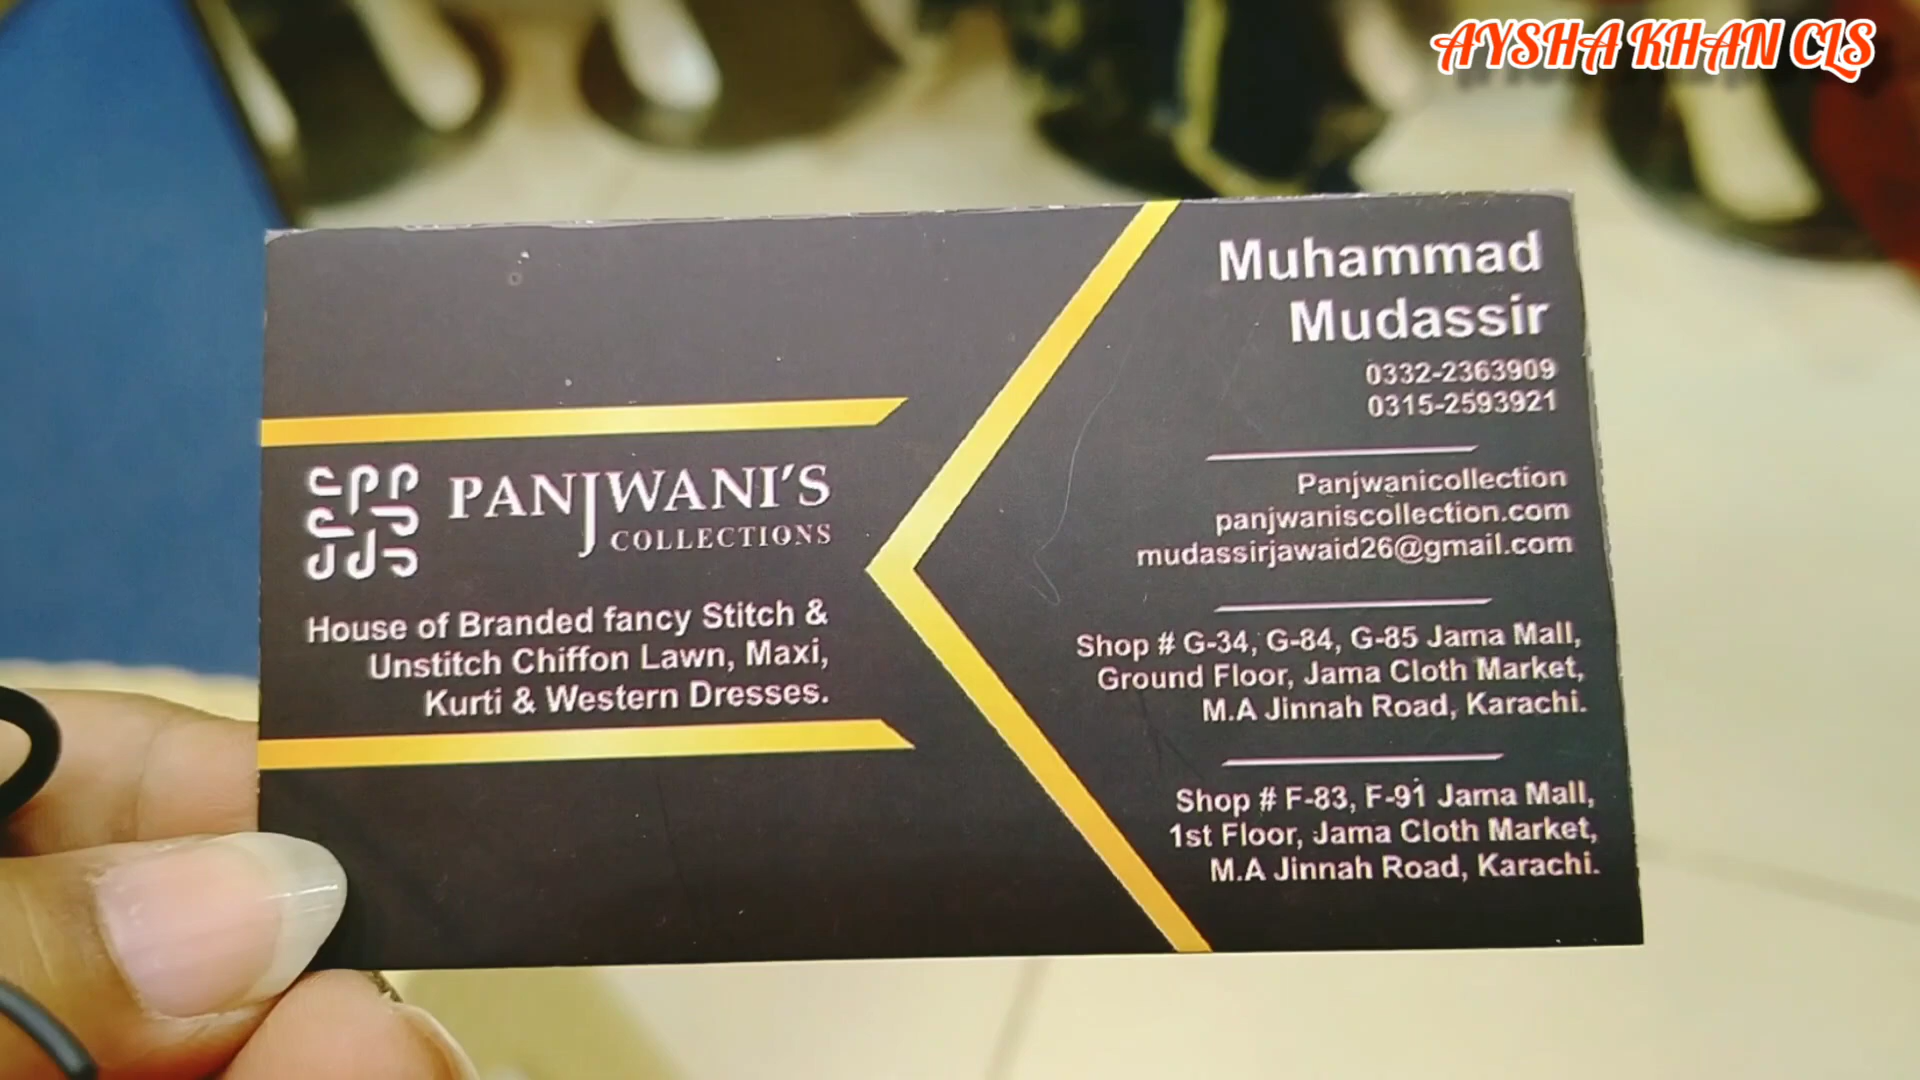 AYSHA KHAN CLS
PANJWANI'S
COLLECTIONS
House of Branded fancy Stitch &
Unstitch Chiffon Lawn, Maxi,
Kurti & Western Dresses.
Muhammad
Mudassir
0332-2363909
0315-2593921
Panjwanicollection
panjwaniscollection.com
mudassirjawaid26@gmail.com
Shop # G-34, G-84, G-85 Jama Mall,
Ground Floor, Jama Cloth Market,
M.A Jinnah Road, Karachi.
Shop # F-83, F-91 Jama Mall,
1st Floor, Jama Cloth Market,
M.A Jinnah Road, Karachi.